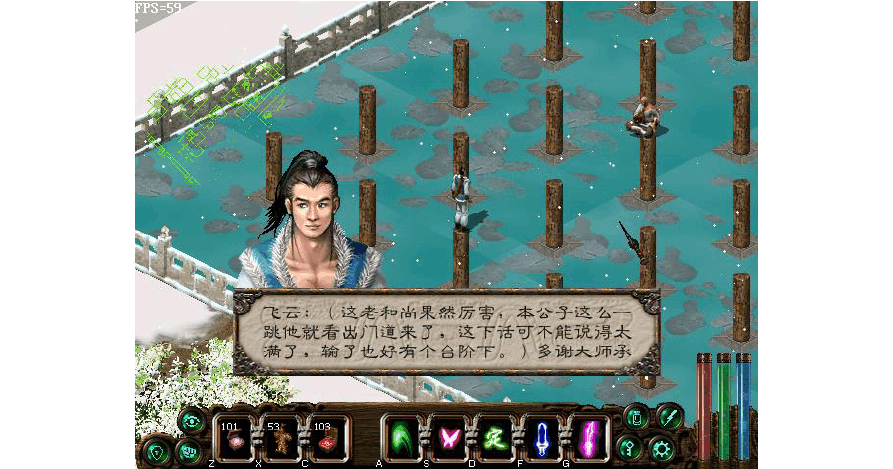 FPS=59
飞云：（这老和尚果然厉害，本公子这么一
跳他就看出门道来了，这下话可不能说得太
满了，输了也好有个台阶下。）多谢大师承
101 53 103
Z X C A S D F G